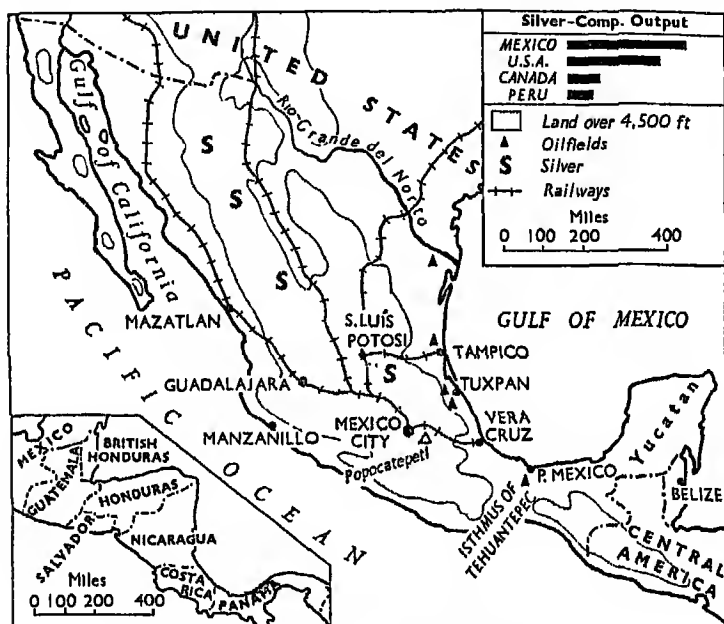 UNITED STATES
Silver-Comp. Output
MEXICO
U.S.A.
CANADA
PERU
Land over 4,500 ft
Oilfields
S Silver
Railways
Miles
0 100 200 400
Gulf of California
Rio Grande del Norto
S
S
S
PACIFIC OCEAN
MAZATLAN
S. LUÍS
POTOSI
GULF OF MEXICO
TAMPICO
S
GUADALAJARA
TUXPAN
MANZANILLO
MEXICO
CITY
VERA
CRUZ
Popocatepetl
P. MEXICO
Yucatan
BELIZE
ISTHMUS OF
TEHUANTEPEC
CENTRAL
AMERICA
MEXICO
BRITISH
HONDURAS
GUATEMALA
HONDURAS
SALVADOR
NICARAGUA
COSTA
RICA
PANAMA
Miles
0 100 200 400